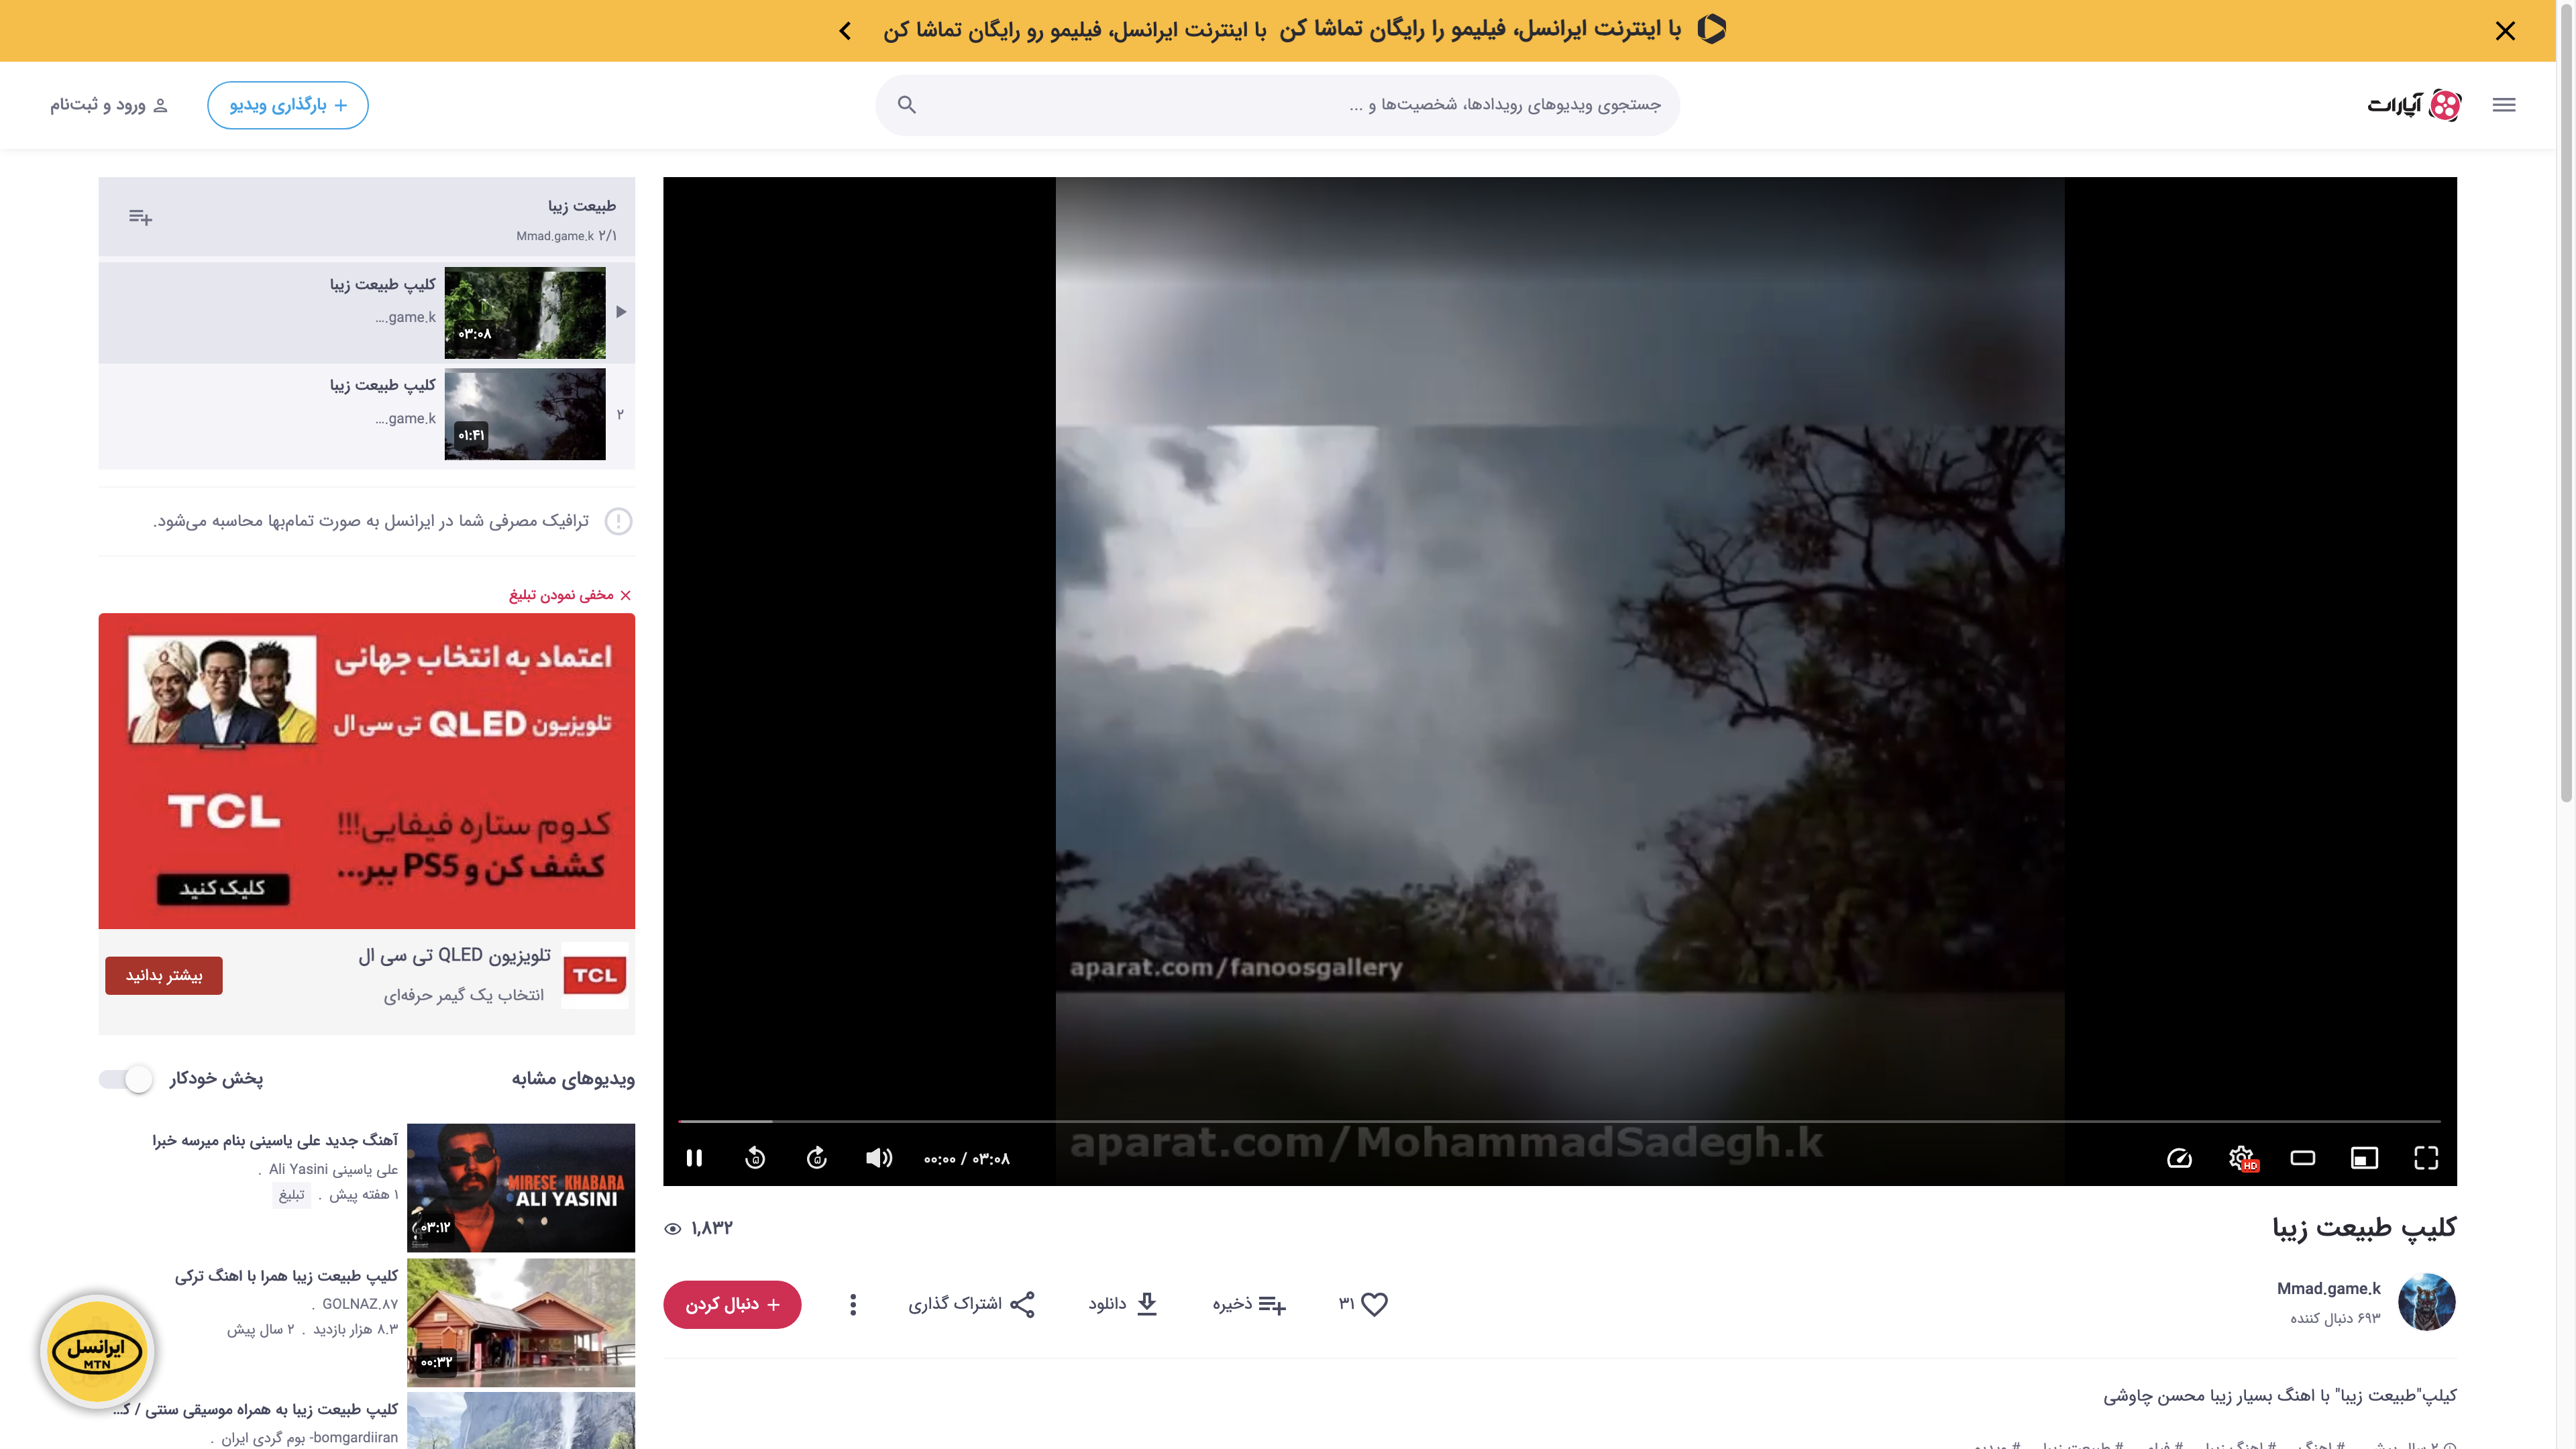 با اینترنت ایرانسل، فیلیمو را رایگان تماشا کن با اینترنت ایرانسل، فیلیمو رو رایگان تماشا کن
آپارات
جستجوی ویدیوهای رویدادها، شخصیت‌ها و ...
+ بارگذاری ویدیو
ورود و ثبت‌نام
aparat.com/fanoosgallery
aparat.com/MohammadSadegh.k
۰۰:۰۰ / ۰۳:۰۸
HD
کلیپ طبیعت زیبا
۱,۸۳۲
Mmad.game.k
۶۹۳ دنبال کننده
۳۱
ذخیره
دانلود
اشتراک گذاری
+ دنبال کردن
کیلپ"طبیعت زیبا" با اهنگ بسیار زیبا محسن چاوشی
طبیعت زیبا
۲/۱ Mmad.game.k
کلیپ طبیعت زیبا
game.k....
۰۳:۰۸
۲
کلیپ طبیعت زیبا
game.k....
۰۱:۴۱
ترافیک مصرفی شما در ایرانسل به صورت تمام‌بها محاسبه می‌شود.
مخفی نمودن تبلیغ
اعتماد به انتخاب جهانی
تلویزیون QLED تی سی ال
TCL
کدوم ستاره فیفایی!!!
کشف کن و PS5 ببر...
کلیک کنید
TCL
تلویزیون QLED تی سی ال
انتخاب یک گیمر حرفه‌ای
بیشتر بدانید
ویدیوهای مشابه
پخش خودکار
آهنگ جدید علی یاسینی بنام میرسه خبرا
علی یاسینی Ali Yasini .
۱ هفته پیش . تبلیغ
MIRESE KHABARA
ALI YASINI
۰۳:۱۲
کلیپ طبیعت زیبا همرا با اهنگ ترکی
GOLNAZ.۸۷ .
۸.۳ هزار بازدید . ۲ سال پیش
۰۰:۳۲
کلیپ طبیعت زیبا به همراه موسیقی سنتی / ک...
bomgardiiran- بوم گردی ایران .
ایرانسل
MTN